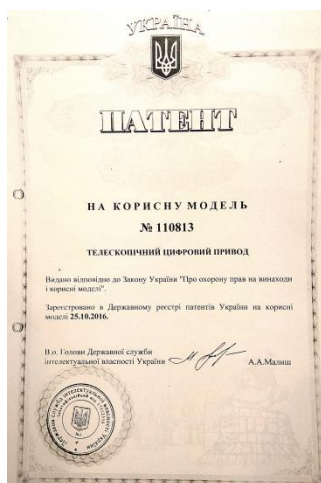 УКРАЇНА
ПАТЕНТ
НА КОРИСНУ МОДЕЛЬ
№ 110813
ТЕЛЕСКОПІЧНИЙ ЦИФРОВИЙ ПРИВОД
Видано відповідно до Закону України "Про охорону прав на винаходи
і корисні моделі".
Зареєстровано в Державному реєстрі патентів України на корисні
моделі 25.10.2016.
В.о. Голови Державної служби
інтелектуальної власності України
А.А.Малиш